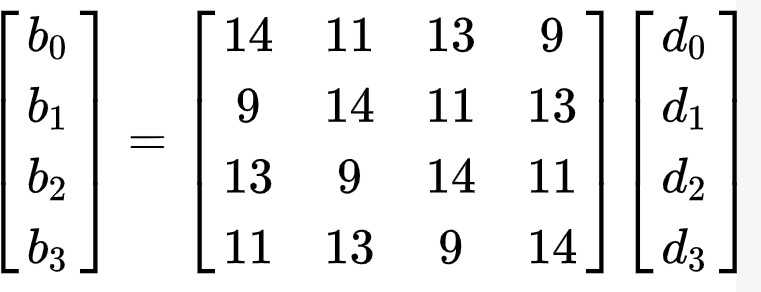 b₀ 14 11 13 9 d₀
b₁ 9 14 11 13 d₁
=
b₂ 13 9 14 11 d₂
b₃ 11 13 9 14 d₃